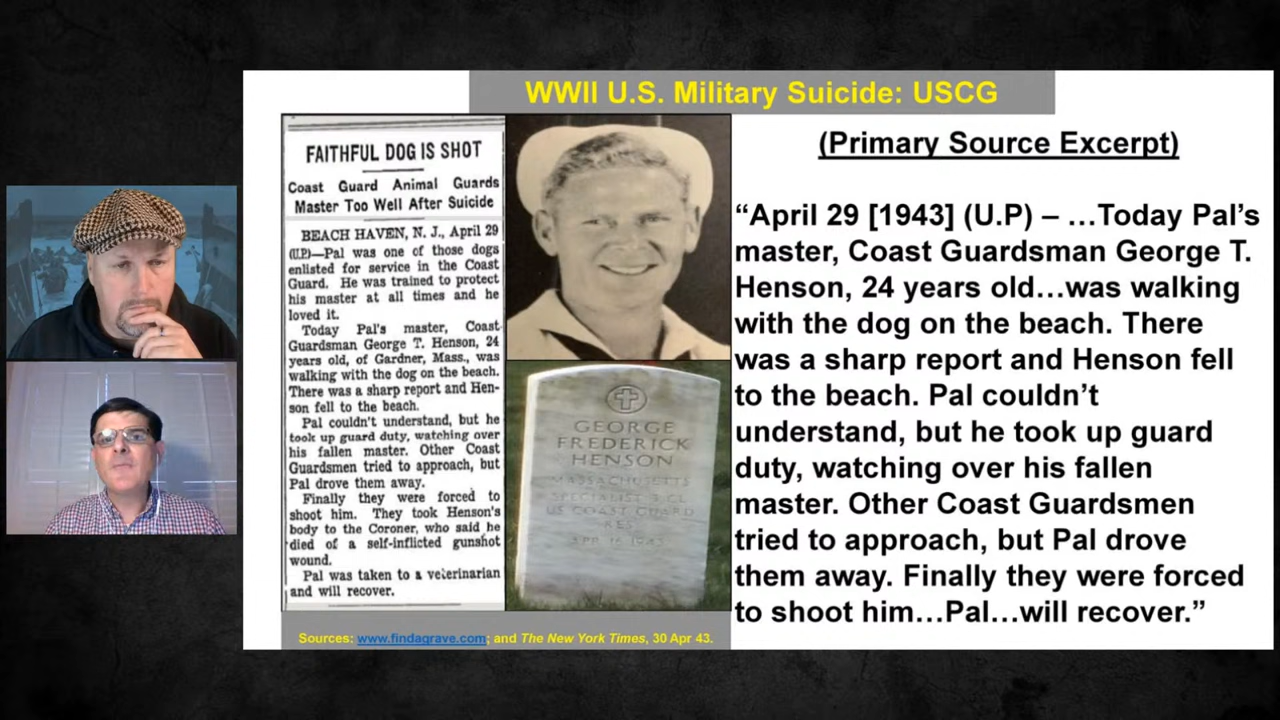 WWII U.S. Military Suicide: USCG
FAITHFUL DOG IS SHOT
Coast Guard Animal Guards
Master Too Well After Suicide
BEACH HAVEN, N. J., April 29
(U.P.)—Pal was one of those dogs
enlisted for service in the Coast
Guard. He was trained to protect
his master at all times and he
loved it.
Today Pal's master, Coast
Guardsman George T. Henson, 24
years old, of Gardner, Mass., was
walking with the dog on the beach.
There was a sharp report and Hen-
son fell to the beach.
Pal couldn't understand, but he
took up guard duty, watching over
his fallen master. Other Coast
Guardsmen tried to approach, but
Pal drove them away.
Finally they were forced to
shoot him. They took Henson's
body to the Coroner, who said he
died of a self-inflicted gunshot
wound.
Pal was taken to a veterinarian
and will recover.
GEORGE
FREDERICK
HENSON
MASSACHUSETTS
SPECIALIST 3 CL
US COAST GUARD
RES
Sources: www.findagrave.com; and The New York Times, 30 Apr 43.
(Primary Source Excerpt)
“April 29 [1943] (U.P) – …Today Pal’s
master, Coast Guardsman George T.
Henson, 24 years old…was walking
with the dog on the beach. There
was a sharp report and Henson fell
to the beach. Pal couldn’t
understand, but he took up guard
duty, watching over his fallen
master. Other Coast Guardsmen
tried to approach, but Pal drove
them away. Finally they were forced
to shoot him…Pal…will recover.”